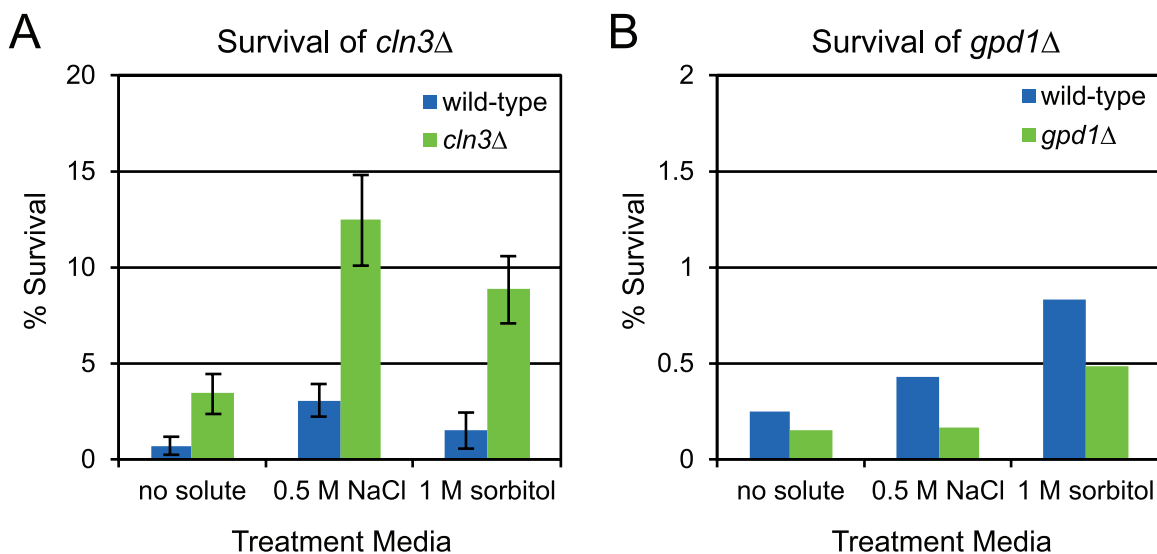 A
Survival of cln3Δ
20
15
10
5
0
% Survival
wild-type
cln3Δ
no solute
0.5 M NaCl
1 M sorbitol
Treatment Media
B
Survival of gpd1Δ
2
1.5
1
0.5
0
% Survival
wild-type
gpd1Δ
no solute
0.5 M NaCl
1 M sorbitol
Treatment Media